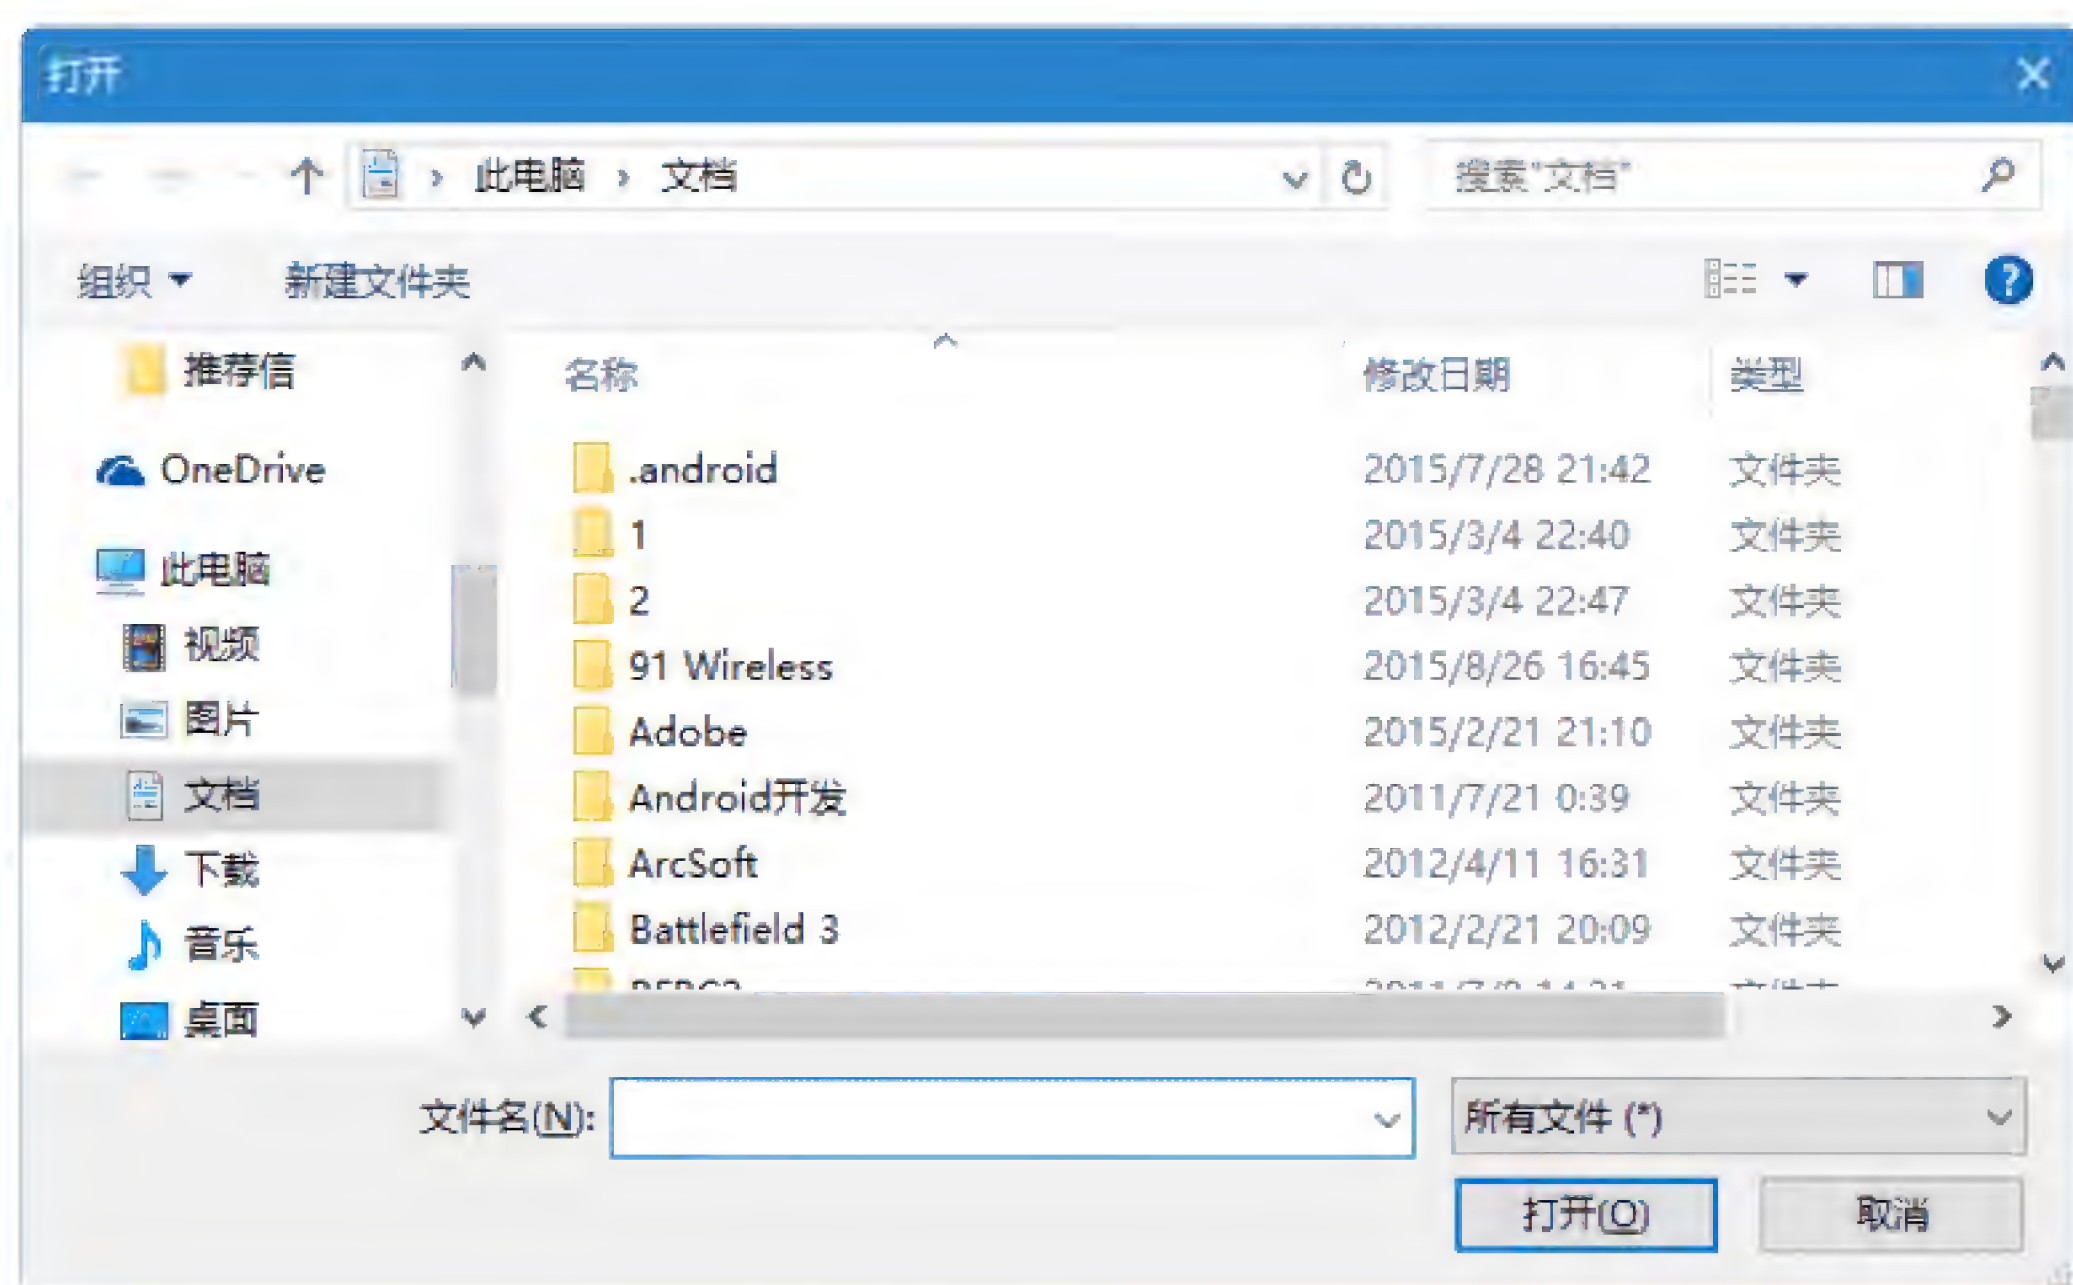 打开
此电脑 › 文档
搜索"文档"
组织 新建文件夹
推荐信
OneDrive
此电脑
视频
图片
文档
下载
音乐
桌面
名称 修改日期 类型
.android 2015/7/28 21:42 文件夹
1 2015/3/4 22:40 文件夹
2 2015/3/4 22:47 文件夹
91 Wireless 2015/8/26 16:45 文件夹
Adobe 2015/2/21 21:10 文件夹
Android开发 2011/7/21 0:39 文件夹
ArcSoft 2012/4/11 16:31 文件夹
Battlefield 3 2012/2/21 20:09 文件夹
文件名(N):
所有文件 (*)
打开(O) 取消